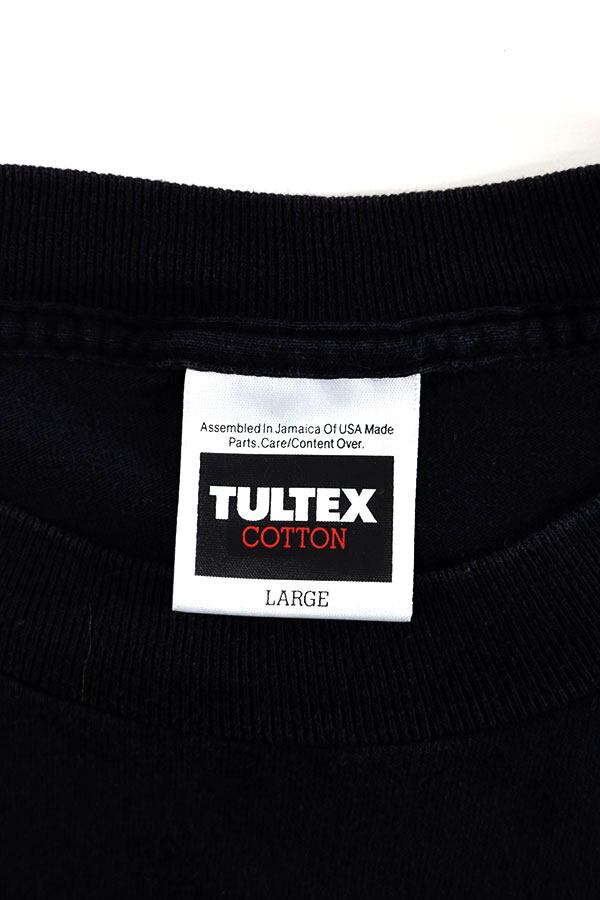 Assembled In Jamaica Of USA Made
Parts.Care/Content Over.
TULTEX
COTTON
LARGE